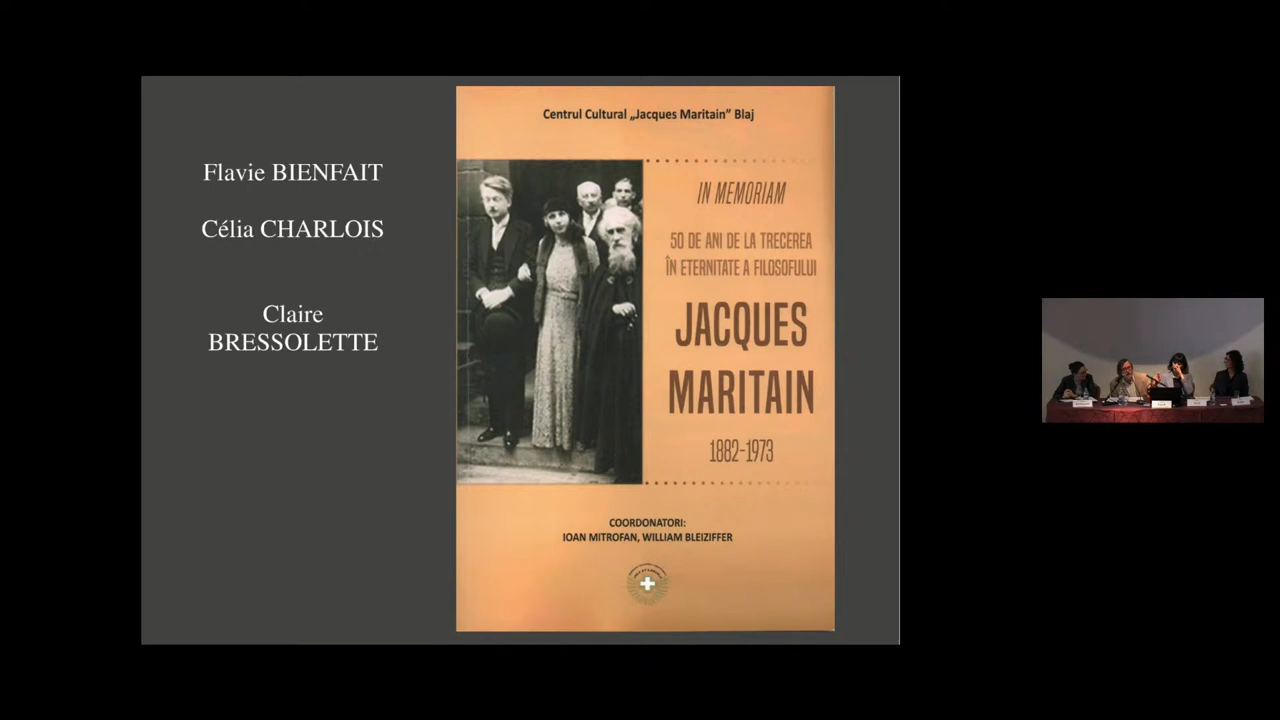 Flavie BIENFAIT
Célia CHARLOIS
Claire
BRESSOLETTE
Centrul Cultural „Jacques Maritain” Blaj
IN MEMORIAM
50 DE ANI DE LA TRECEREA
ÎN ETERNITATE A FILOSOFULUI
JACQUES
MARITAIN
1882-1973
COORDONATORI:
IOAN MITROFAN, WILLIAM BLEIZIFFER